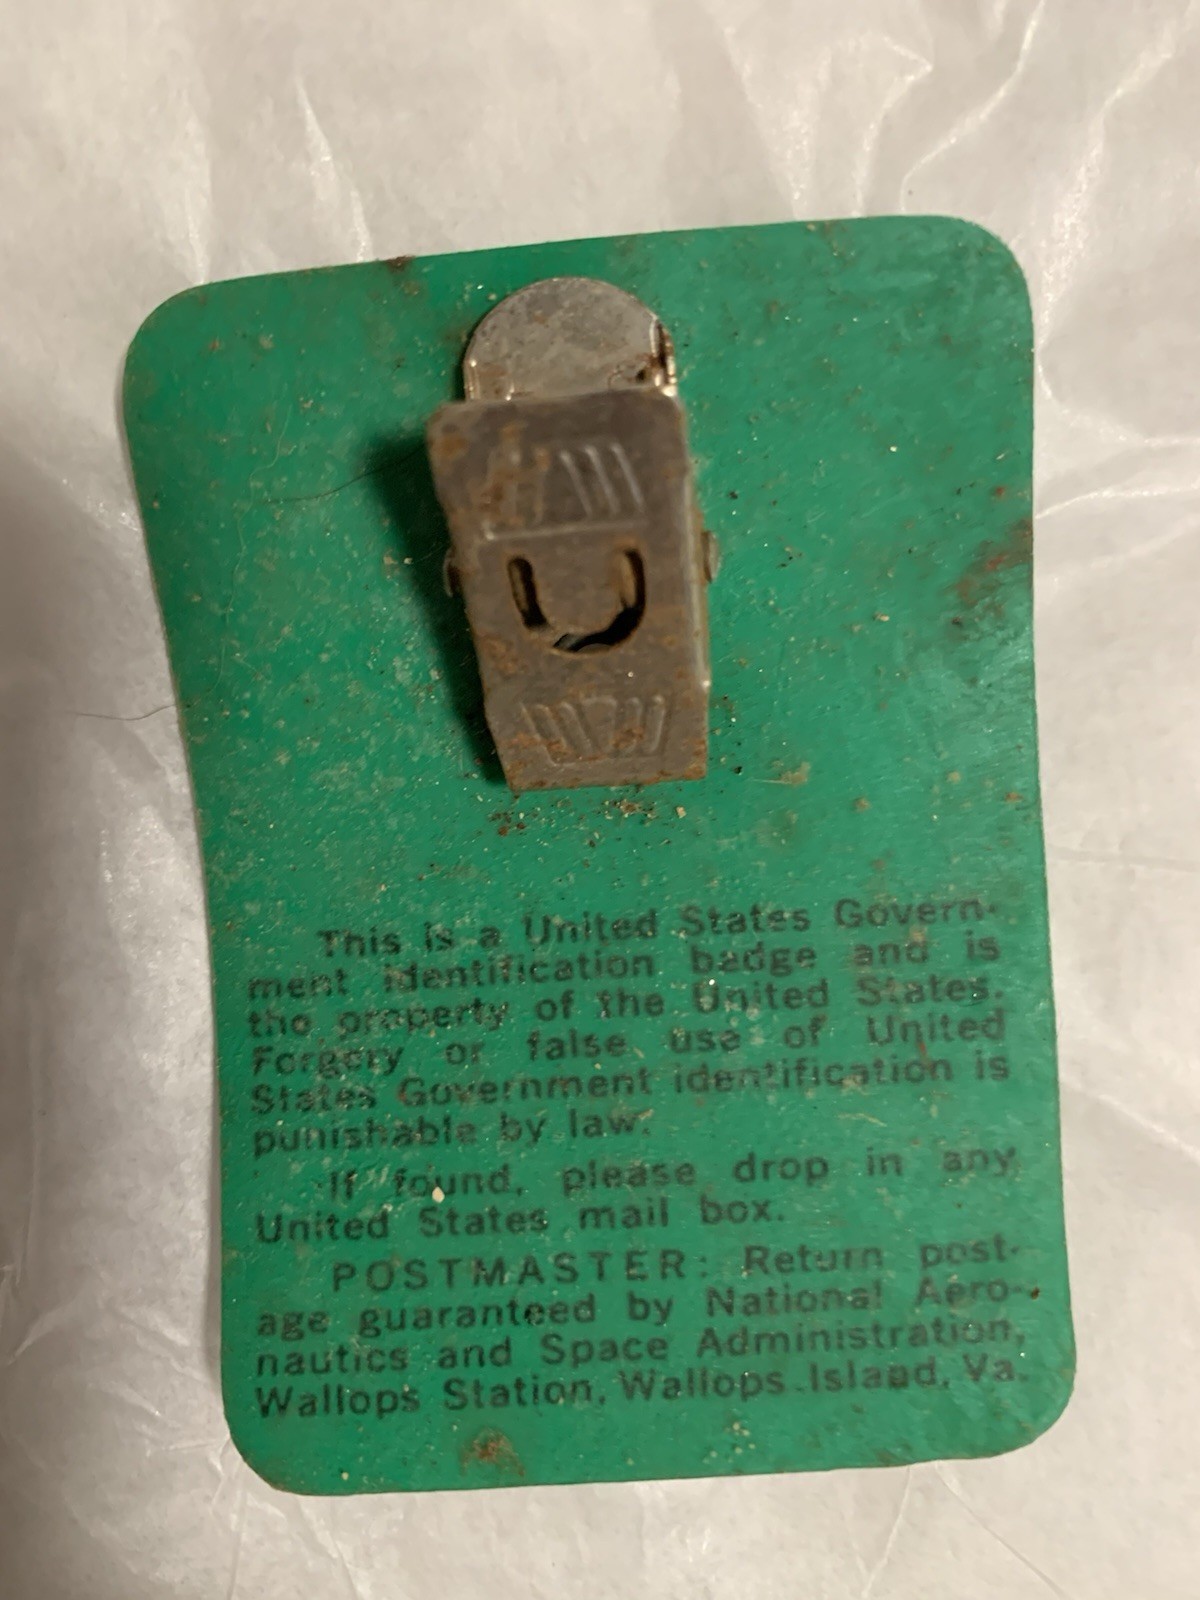 This is a United States Govern-
ment identification badge and is
the property of the United States.
Forgery or false use of United
States Government identification is
punishable by law.
If found, please drop in any
United States mail box.
POSTMASTER: Return post-
age guaranteed by National Aero-
nautics and Space Administration,
Wallops Station, Wallops Island, Va.